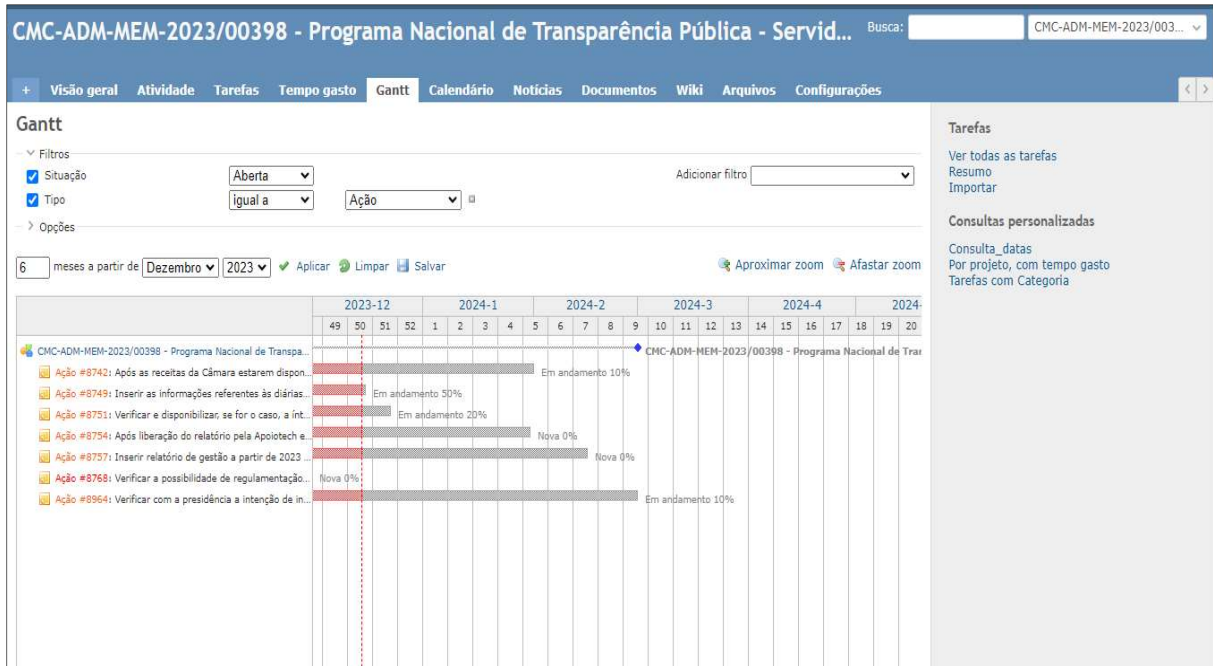 CMC-ADM-MEM-2023/00398 - Programa Nacional de Transparência Pública - Servid... Busca: CMC-ADM-MEM-2023/003...
+ Visão geral Atividade Tarefas Tempo gasto Gantt Calendário Notícias Documentos Wiki Arquivos Configurações
Gantt
Filtros
Situação Aberta Adicionar filtro
Tipo igual a Ação
Opções
6 meses a partir de Dezembro 2023 Aplicar Limpar Salvar Aproximar zoom Afastar zoom
2023-12 2024-1 2024-2 2024-3 2024-4 2024-
49 50 51 52 1 2 3 4 5 6 7 8 9 10 11 12 13 14 15 16 17 18 19 20
CMC-ADM-MEM-2023/00398 - Programa Nacional de Transpa... CMC-ADM-MEM-2023/00398 - Programa Nacional de Tran
Ação #8742: Após as receitas da Câmara estarem dispon... Em andamento 10%
Ação #8749: Inserir as informações referentes às diárias... Em andamento 50%
Ação #8751: Verificar e disponibilizar, se for o caso, a ínt... Em andamento 20%
Ação #8754: Após liberação do relatório pela Apoiotech e... Nova 0%
Ação #8757: Inserir relatório de gestão a partir de 2023 ... Nova 0%
Ação #8768: Verificar a possibilidade de regulamentação... Nova 0%
Ação #8964: Verificar com a presidência a intenção de in... Em andamento 10%
Tarefas
Ver todas as tarefas
Resumo
Importar
Consultas personalizadas
Consulta_datas
Por projeto, com tempo gasto
Tarefas com Categoria